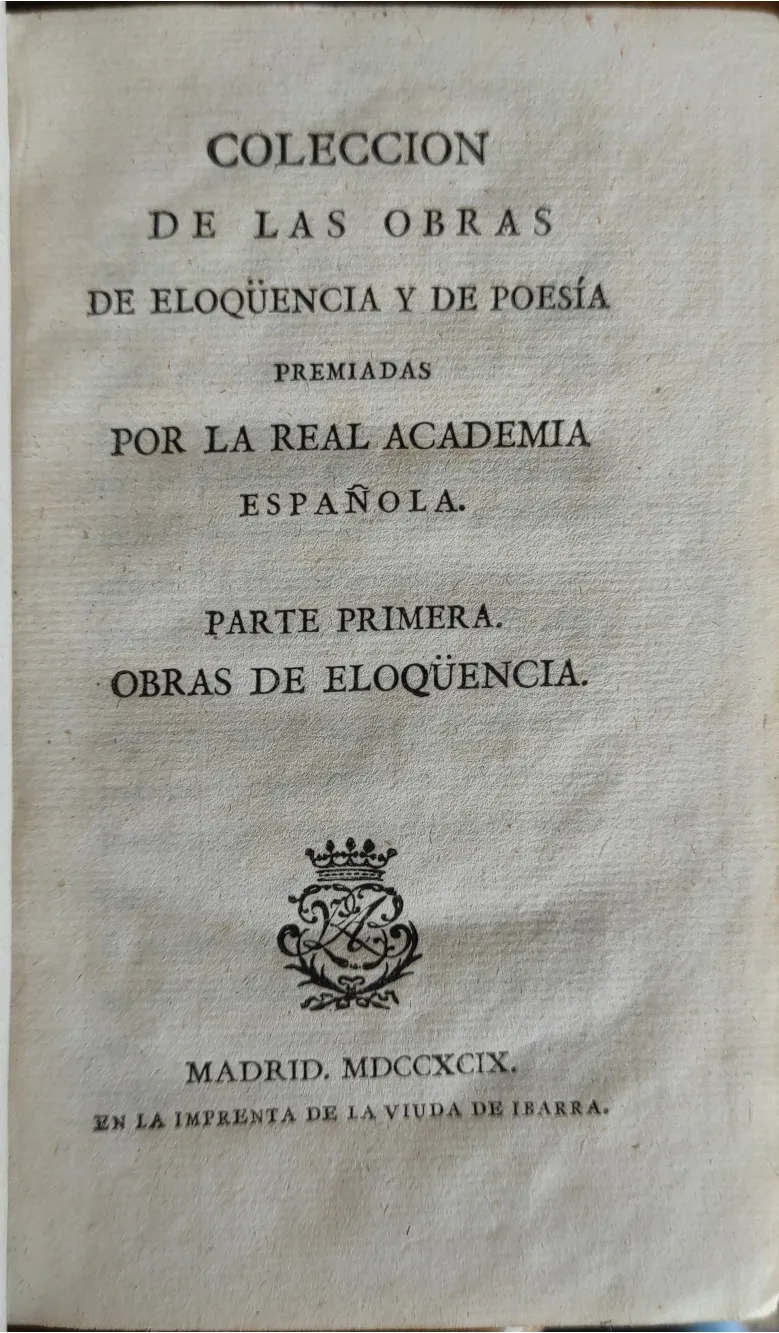 COLECCION
DE LAS OBRAS
DE ELOQÜENCIA Y DE POESÍA
PREMIADAS
POR LA REAL ACADEMIA
ESPAÑOLA.
PARTE PRIMERA.
OBRAS DE ELOQÜENCIA.
MADRID. MDCCXCIX.
EN LA IMPRENTA DE LA VIUDA DE IBARRA.